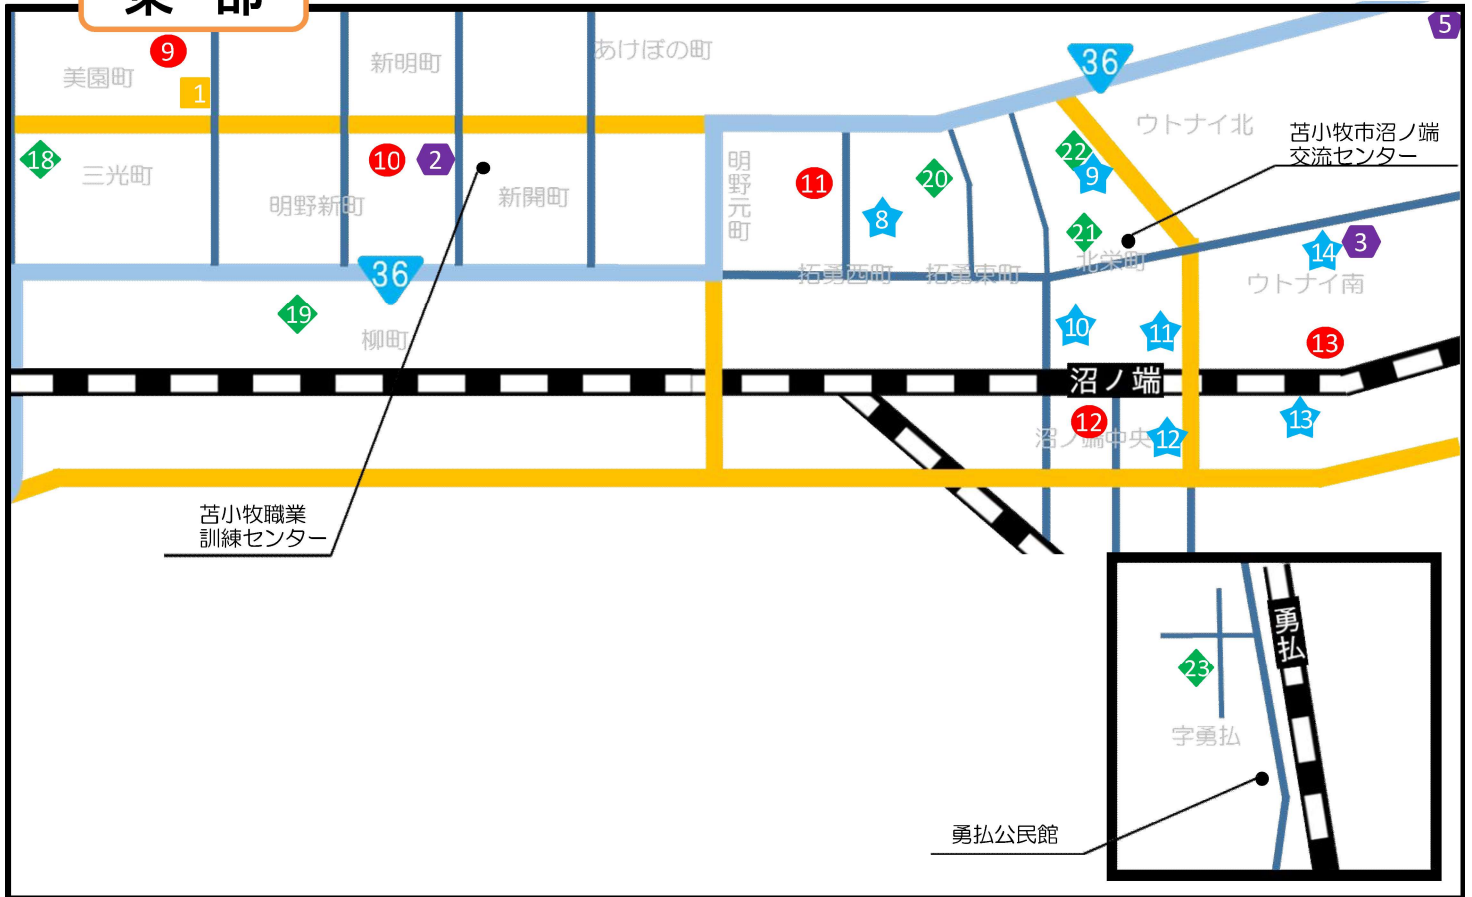 東 部
9
5
36
新明町
あけぼの町
美園町
1
ウトナイ北
苫小牧市沼ノ端
交流センター
18
三光町
10
2
明野新町
新開町
明野元町
11
8
20
22
9
21
北栄町
14
3
ウトナイ南
36
拓勇西町
拓勇東町
19
柳町
10
11
13
沼ノ端
12
沼ノ端中央
12
13
苫小牧職業
訓練センター
勇払
23
字勇払
勇払公民館